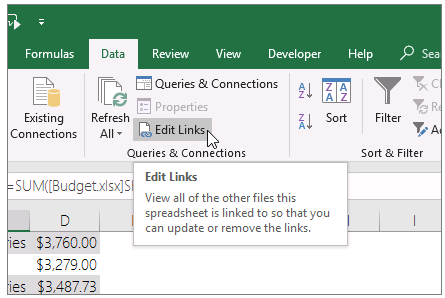 Formulas Data Review View Developer Help Sea
Queries & Connections
Properties
Edit Links
Existing Connections
Refresh All
Queries & Connections
Sort
Filter
Sort & Filter
=SUM([Budget.xlsx]S
Edit Links
View all of the other files this
spreadsheet is linked to so that you
can update or remove the links.
D
I
ries $3,760.00
$3,279.00
ries $3,487.73